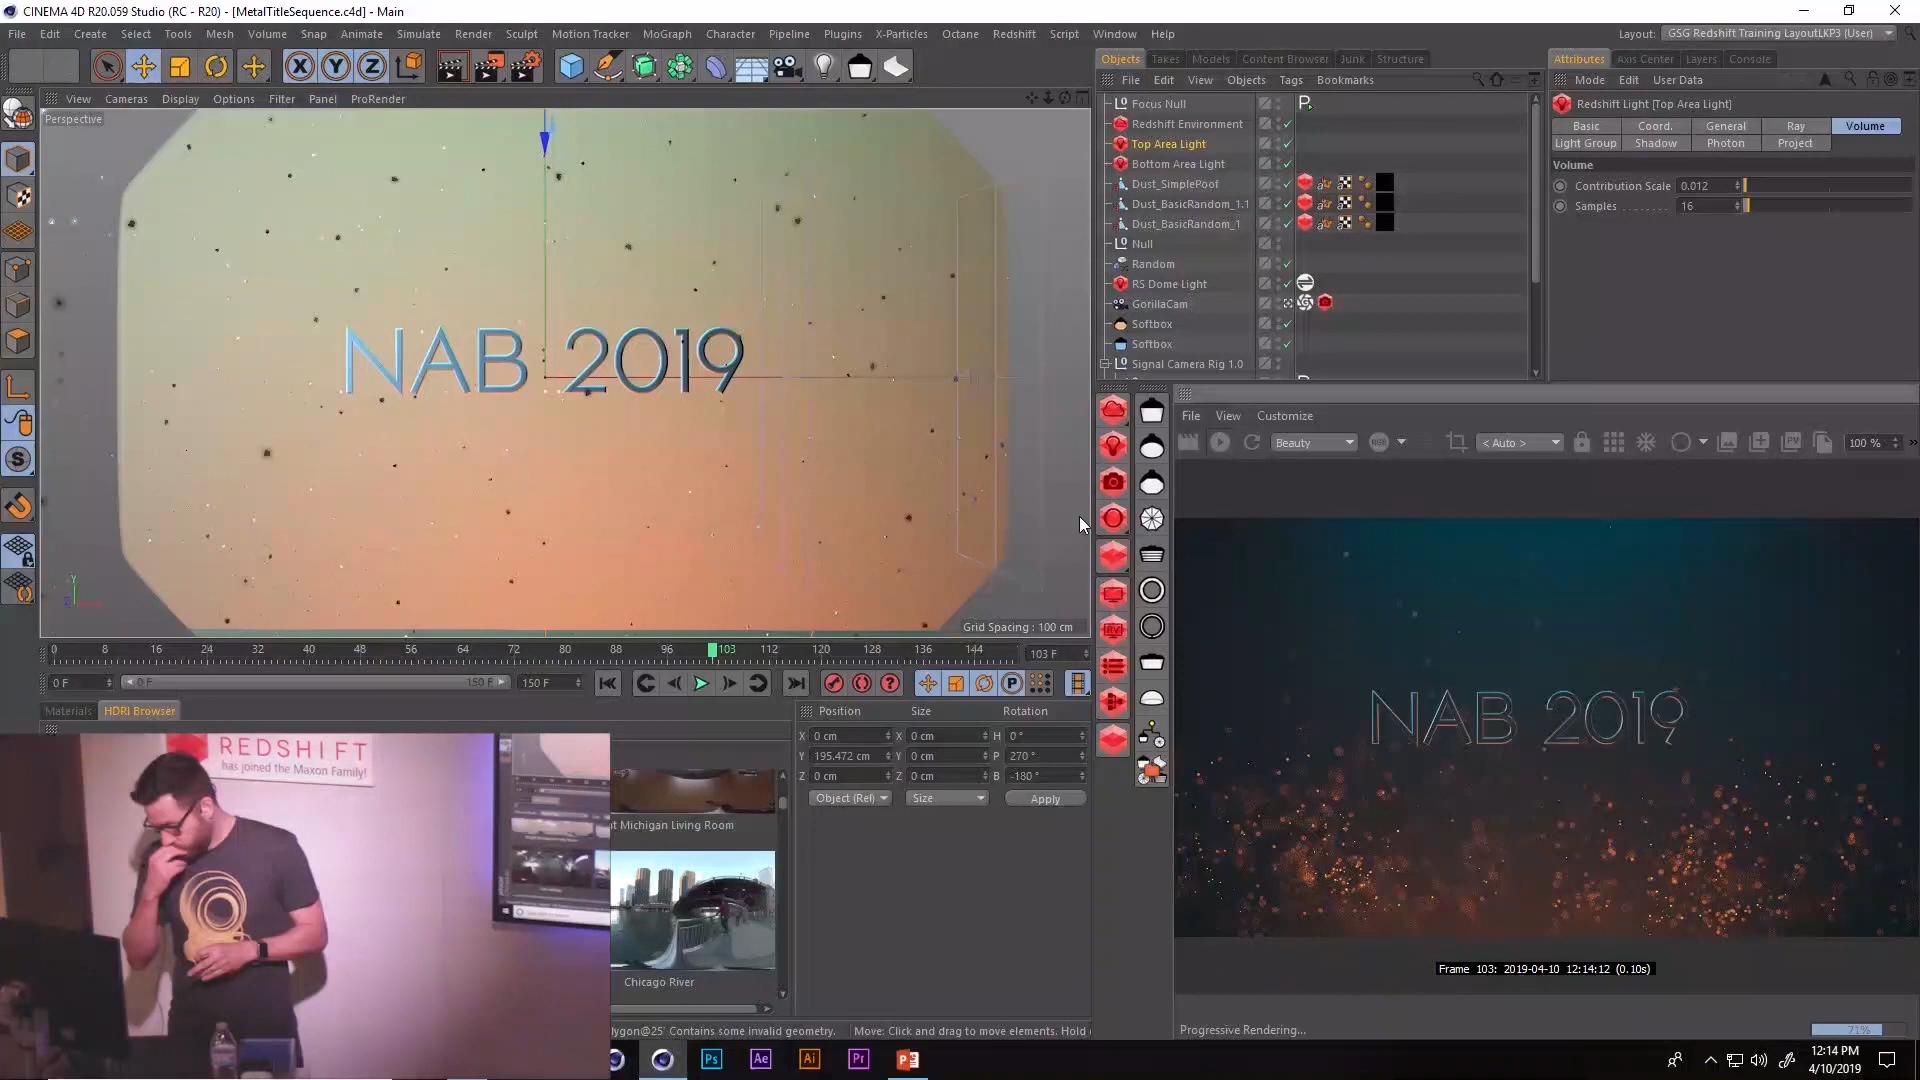 CINEMA 4D R20.059 Studio (RC - R20) - [MetalTitleSequence.c4d] - Main
File Edit Create Select Tools Mesh Volume Snap Animate Simulate Render Sculpt Motion Tracker MoGraph Character Pipeline Plugins X-Particles Octane Redshift Script Window Help
Layout: GSG Redshift Training LayoutLKP3 (User)
Objects Takes Models Content Browser Junk Structure
Attributes Axis Center Layers Console
File Edit View Objects Tags Bookmarks
Mode Edit User Data
View Cameras Display Options Filter Panel ProRender
Perspective
Focus Null
Redshift Environment
Top Area Light
Bottom Area Light
Dust_SimplePoof
Dust_BasicRandom_1.1
Dust_BasicRandom_1
Null
Random
RS Dome Light
GorillaCam
Softbox
Softbox
Signal Camera Rig 1.0
Redshift Light [Top Area Light]
Basic Coord. General Ray Volume
Light Group Shadow Photon Project
Volume
Contribution Scale 0.012
Samples 16
NAB 2019
Grid Spacing : 100 cm
0 8 16 24 32 40 48 56 64 72 80 88 96 103 112 120 128 136 144
103 F
0 F 0 F 150 F 150 F
Materials HDRI Browser
Position Size Rotation
X 0 cm X 0 cm H 0 °
Y 195.472 cm Y 0 cm P 270 °
Z 0 cm Z 0 cm B -180 °
Object (Rel) Size Apply
t Michigan Living Room
Chicago River
lygon@25' Contains some invalid geometry. Move: Click and drag to move elements. Hold
File View Customize
Beauty < Auto > 100 %
NAB 2019
Frame 103: 2019-04-10 12:14:12 (0.10s)
Progressive Rendering...
71%
REDSHIFT
has joined the Maxon Family!
Ps Ae Ai Pr
12:14 PM
4/10/2019